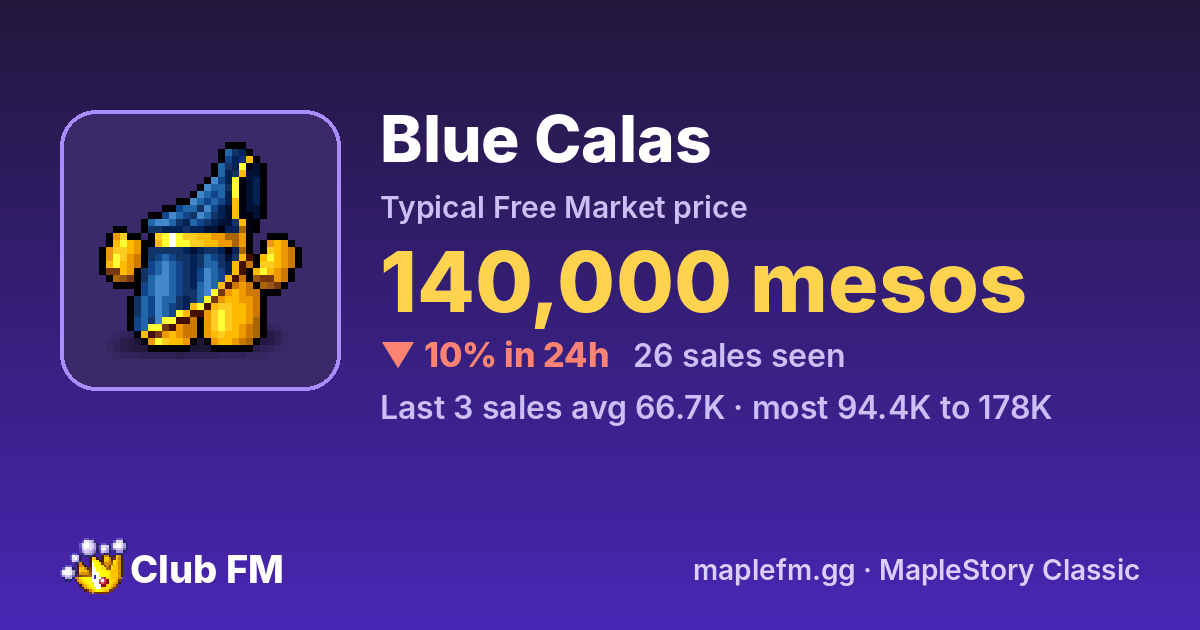 Blue Calas
Typical Free Market price
140,000 mesos
▼ 10% in 24h 26 sales seen
Last 3 sales avg 66.7K · most 94.4K to 178K
Club FM
maplefm.gg · MapleStory Classic